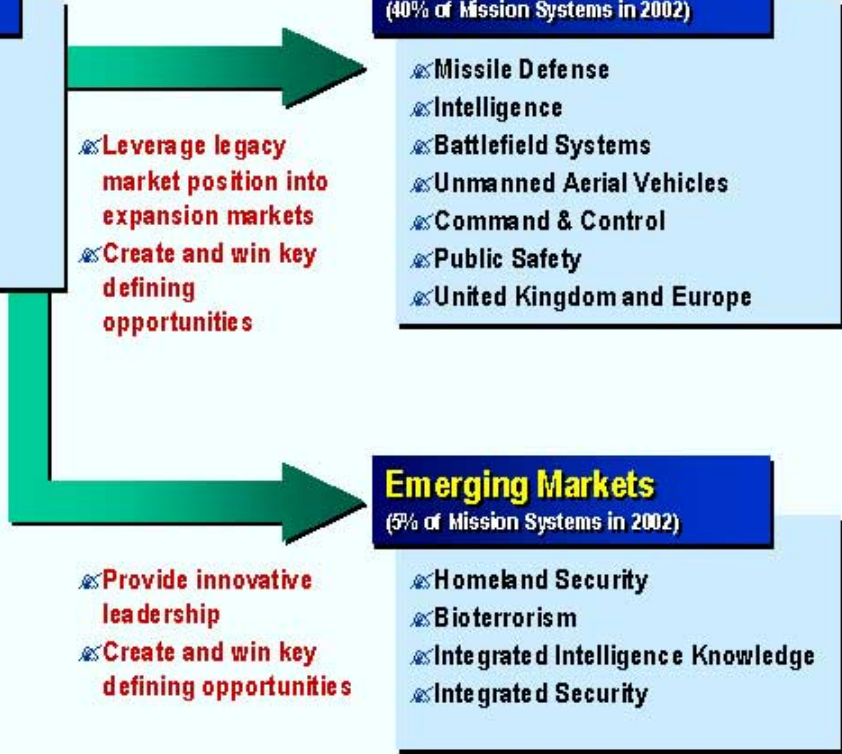 (40% of Mission Systems in 2002)
Missile Defense
Intelligence
Battlefield Systems
Unmanned Aerial Vehicles
Command & Control
Public Safety
United Kingdom and Europe
Leverage legacy
market position into
expansion markets
Create and win key
defining
opportunities
Emerging Markets
(5% of Mission Systems in 2002)
Homeland Security
Bioterrorism
Integrated Intelligence Knowledge
Integrated Security
Provide innovative
leadership
Create and win key
defining opportunities